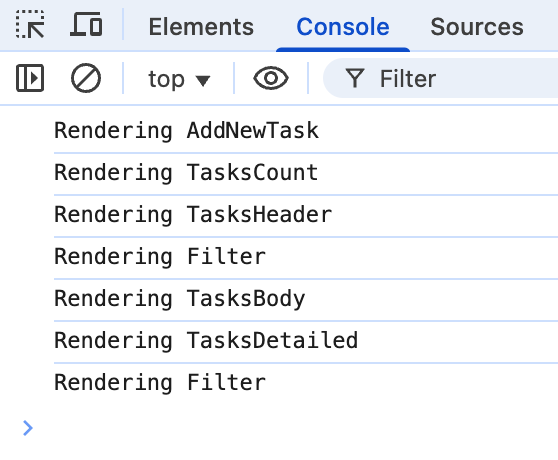 Elements Console Sources
top Filter
Rendering AddNewTask
Rendering TasksCount
Rendering TasksHeader
Rendering Filter
Rendering TasksBody
Rendering TasksDetailed
Rendering Filter